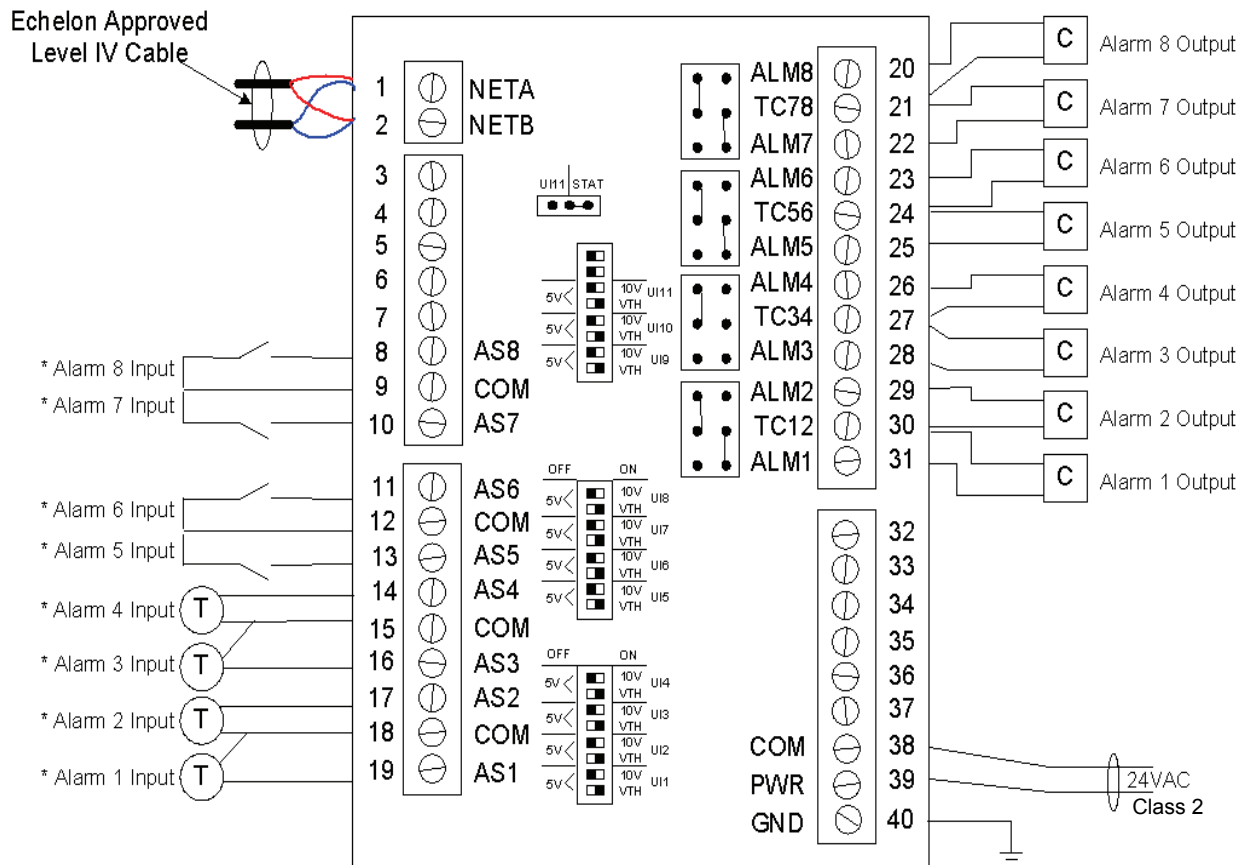 Echelon Approved
Level IV Cable
1 NETA
2 NETB
3
4
5
6
7
8 AS8
9 COM
10 AS7
* Alarm 8 Input
* Alarm 7 Input
11 AS6
12 COM
13 AS5
14 AS4
15 COM
16 AS3
17 AS2
18 COM
19 AS1
* Alarm 6 Input
* Alarm 5 Input
* Alarm 4 Input
T
* Alarm 3 Input
T
* Alarm 2 Input
T
* Alarm 1 Input
T
UI11 STAT
5V 10V VTH UI11
5V 10V VTH UI10
5V 10V VTH UI9
OFF ON
5V 10V VTH UI8
5V 10V VTH UI7
5V 10V VTH UI6
5V 10V VTH UI5
OFF ON
5V 10V VTH UI4
5V 10V VTH UI3
5V 10V VTH UI2
5V 10V VTH UI1
ALM8 20
TC78 21
ALM7 22
ALM6 23
TC56 24
ALM5 25
ALM4 26
TC34 27
ALM3 28
ALM2 29
TC12 30
ALM1 31
32
33
34
35
36
37
COM 38
PWR 39
GND 40
C Alarm 8 Output
C Alarm 7 Output
C Alarm 6 Output
C Alarm 5 Output
C Alarm 4 Output
C Alarm 3 Output
C Alarm 2 Output
C Alarm 1 Output
24VAC
Class 2